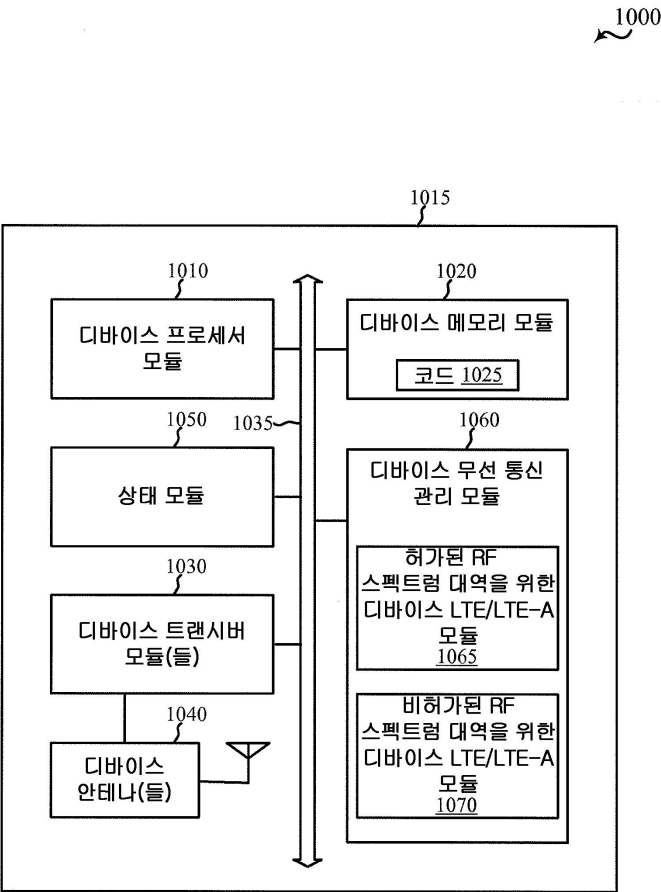 1000
1015
1010
디바이스 프로세서
모듈
1020
디바이스 메모리 모듈
코드 1025
1050
상태 모듈
1035
1060
디바이스 무선 통신
관리 모듈
허가된 RF
스펙트럼 대역을 위한
디바이스 LTE/LTE-A
모듈
1065
1030
디바이스 트랜시버
모듈(들)
비허가된 RF
스펙트럼 대역을 위한
디바이스 LTE/LTE-A
모듈
1070
1040
디바이스
안테나(들)